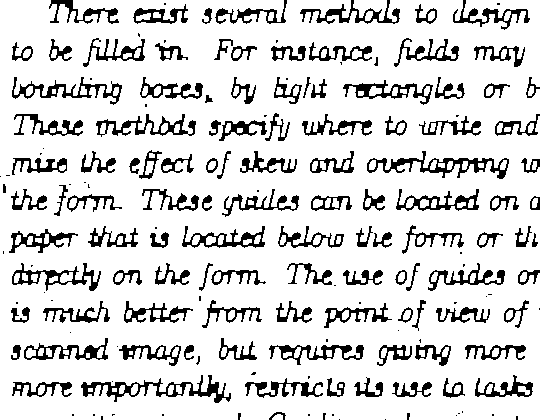 There exist several methods to design
to be filled in. For instance, fields may
bounding boxes, by light rectangles or b
These methods specify where to write and
mize the effect of skew and overlapping w
the form. These guides can be located on a
paper that is located below the form or th
directly on the form. The use of guides on
is much better from the point of view of
scanned image, but requires giving more
more importantly, restricts its use to tasks